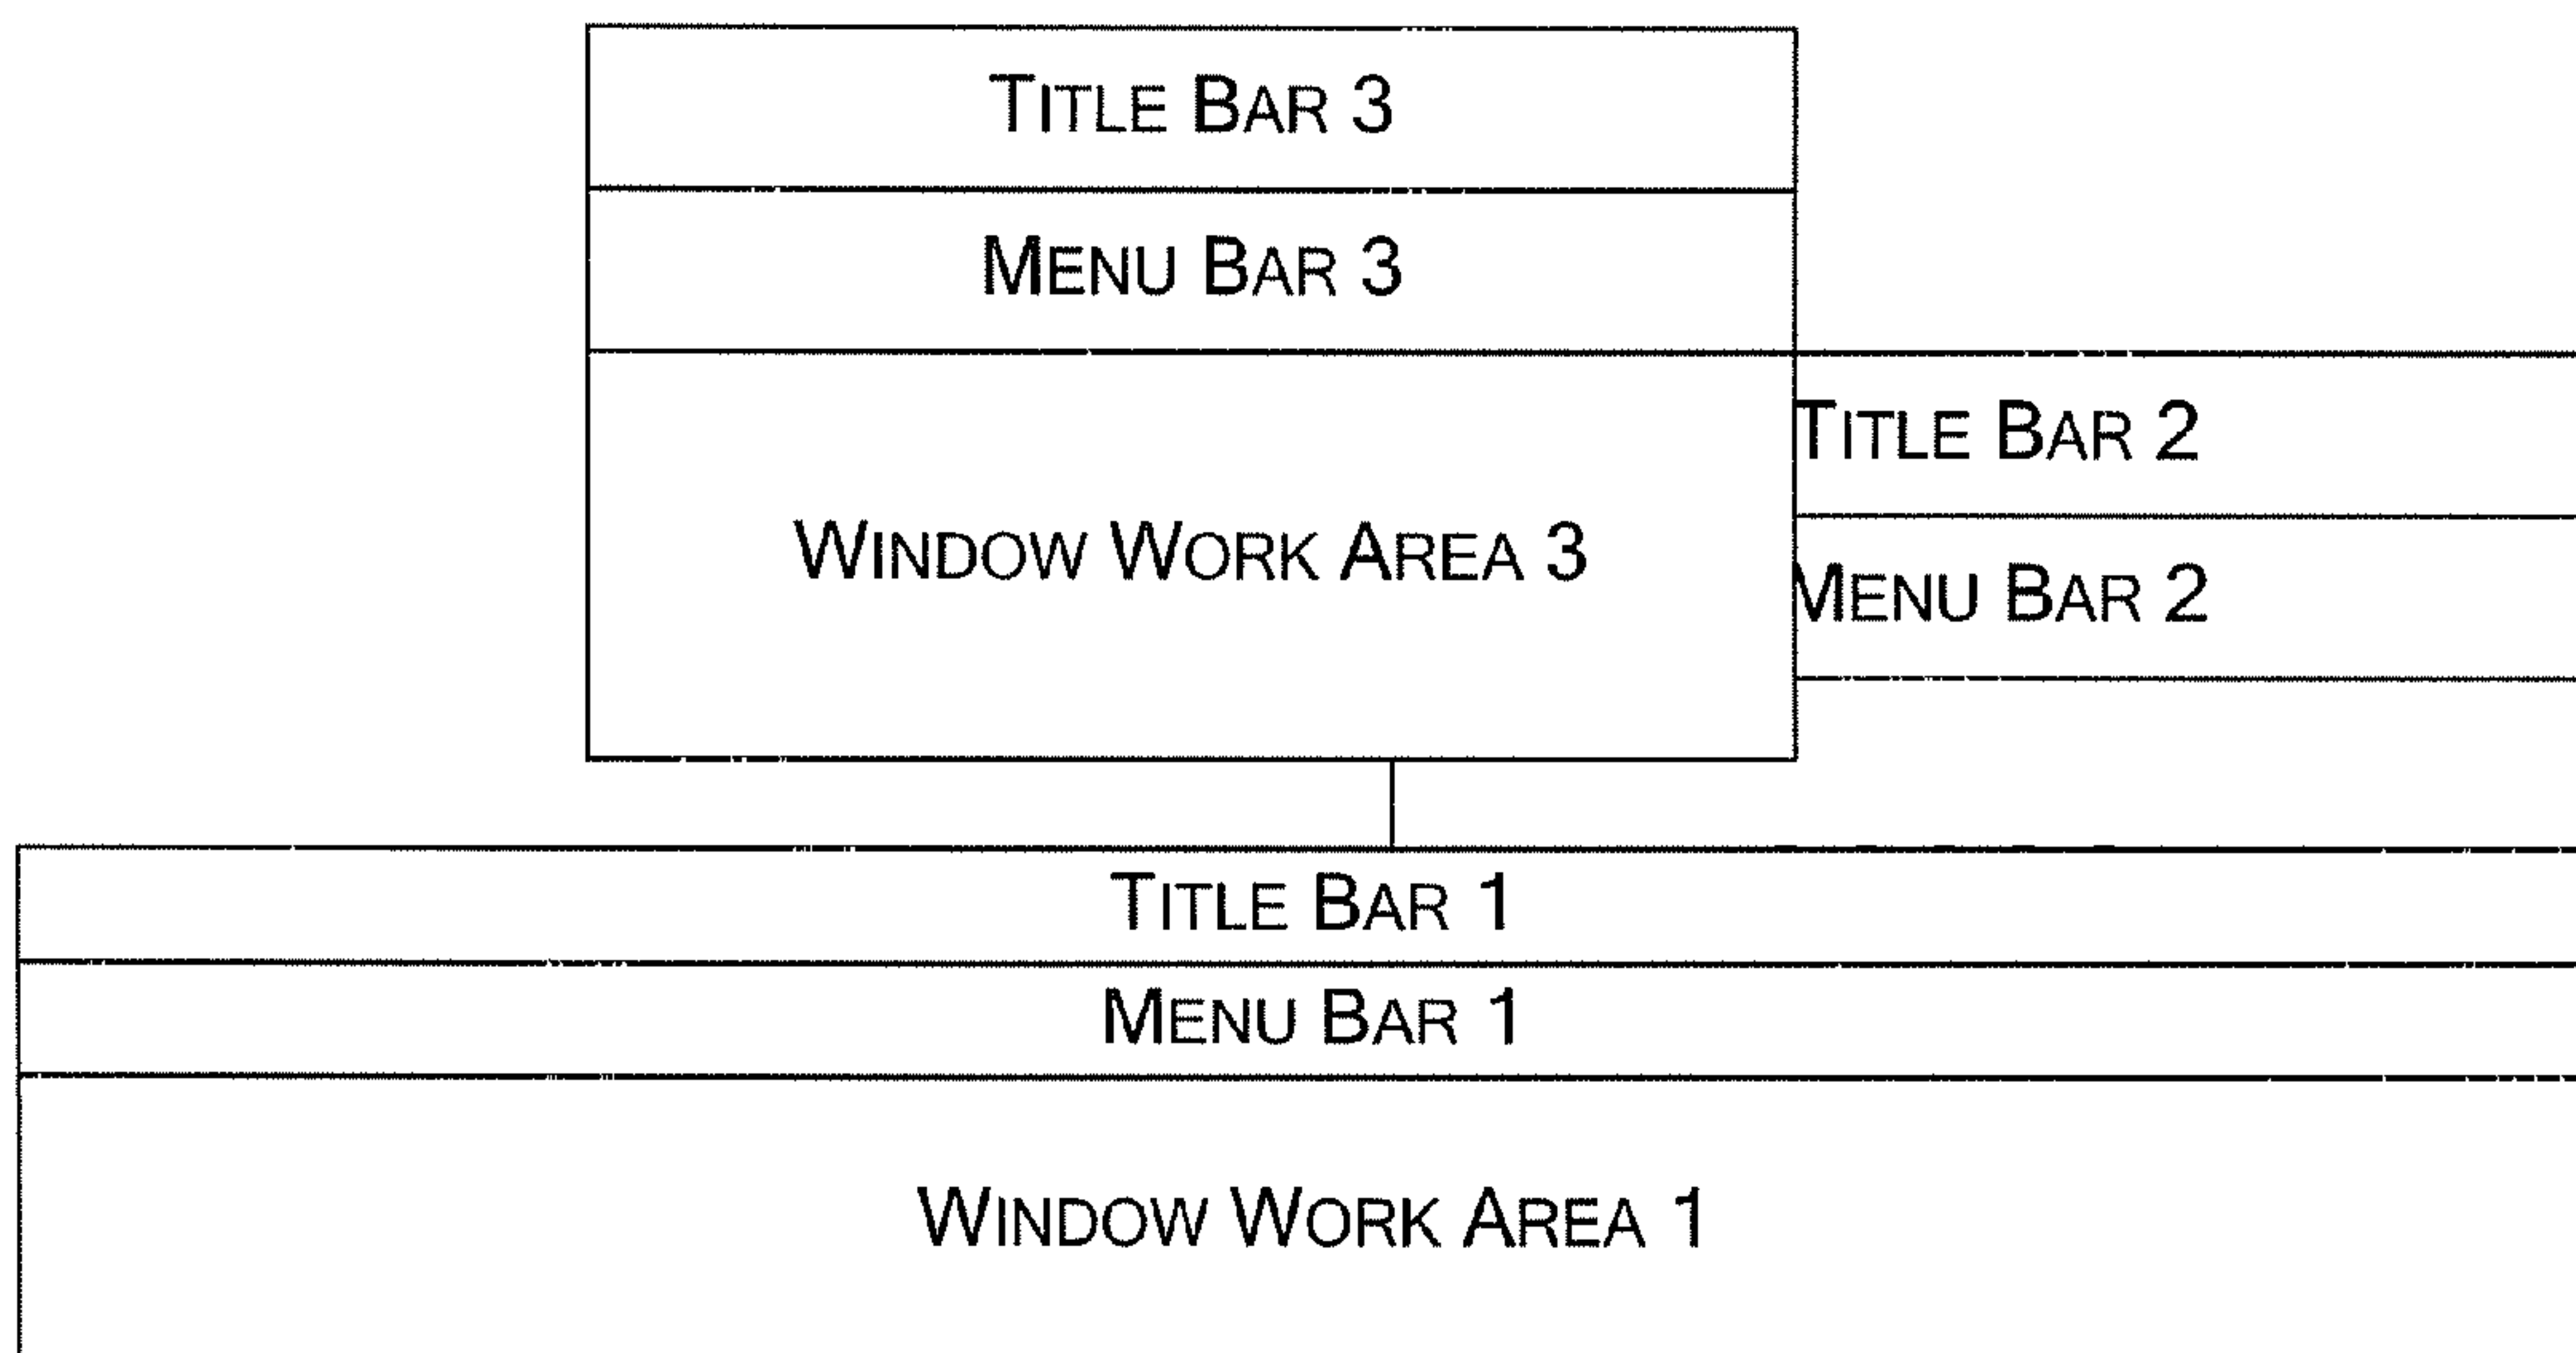 TITLE BAR 3
MENU BAR 3
TITLE BAR 2
WINDOW WORK AREA 3
MENU BAR 2
TITLE BAR 1
MENU BAR 1
WINDOW WORK AREA 1